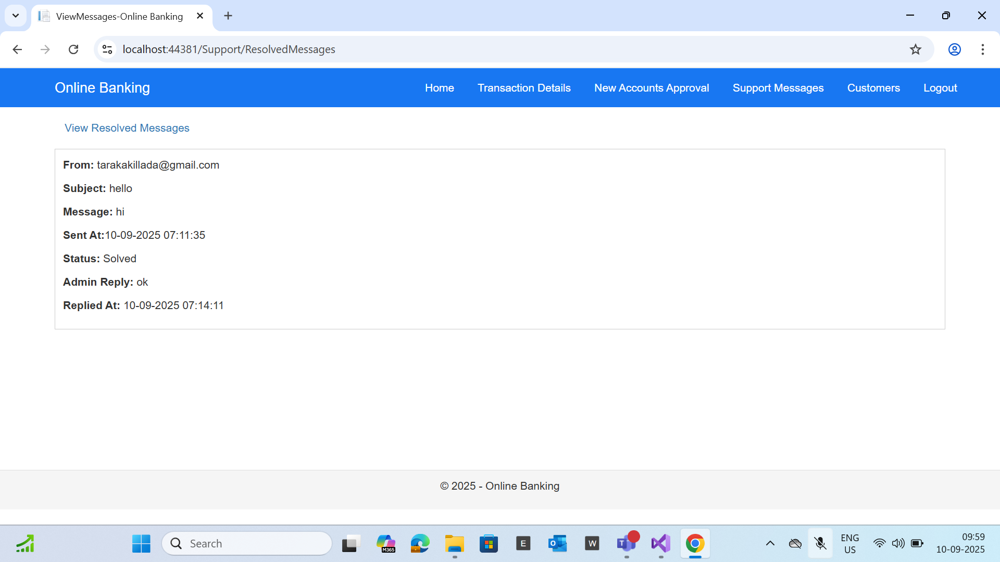 ViewMessages-Online Banking
localhost:44381/Support/ResolvedMessages
Online Banking
Home
Transaction Details
New Accounts Approval
Support Messages
Customers
Logout
View Resolved Messages
From: tarakakillada@gmail.com
Subject: hello
Message: hi
Sent At:10-09-2025 07:11:35
Status: Solved
Admin Reply: ok
Replied At: 10-09-2025 07:14:11
© 2025 - Online Banking
Search
M365
E
O
W
T
ENG
US
09:59
10-09-2025